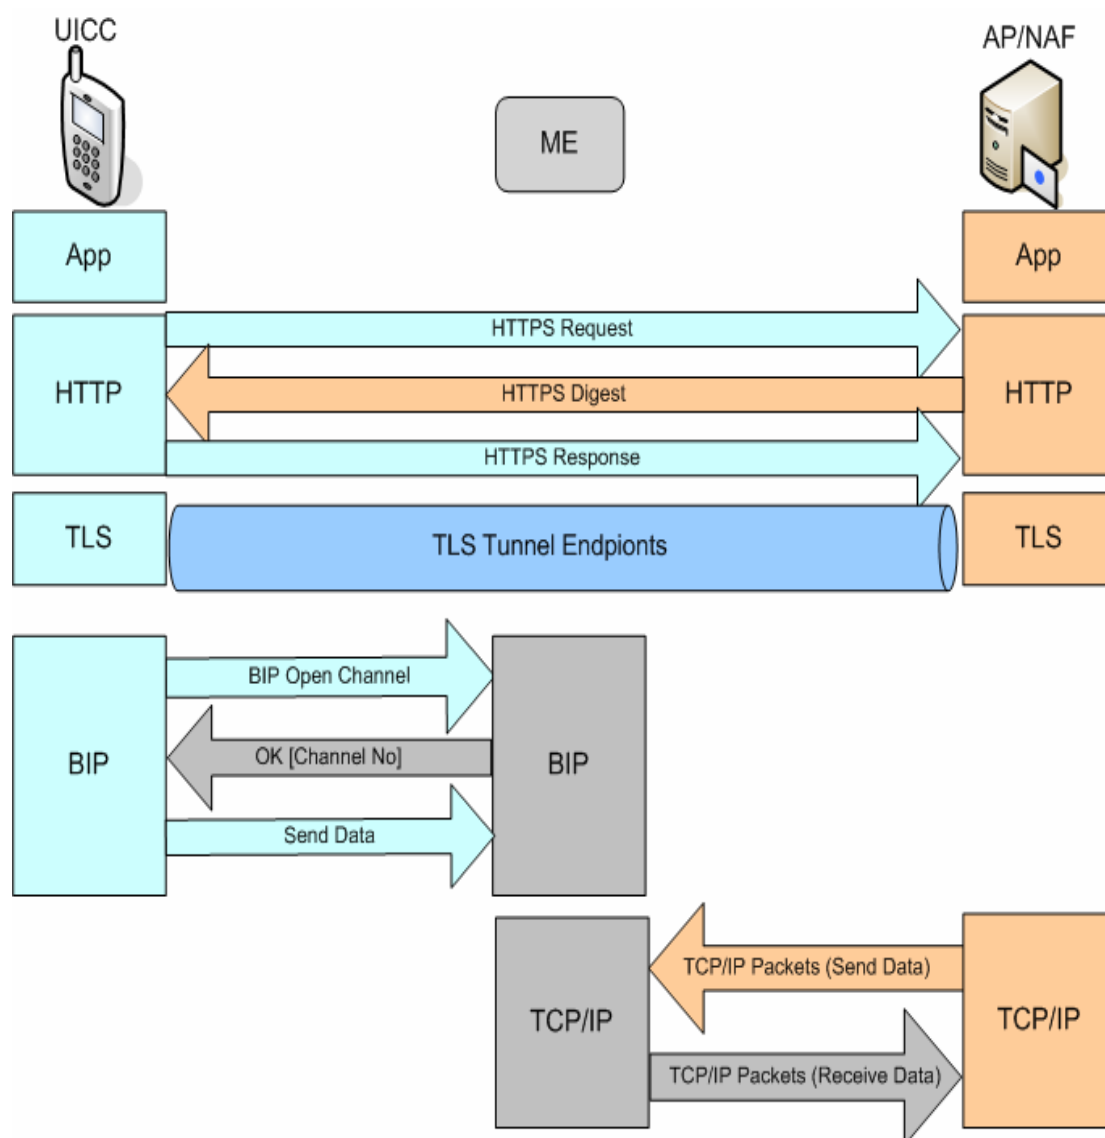 UICC
AP/NAF
ME
App
App
HTTPS Request
HTTP
HTTPS Digest
HTTP
HTTPS Response
TLS
TLS Tunnel Endpionts
TLS
BIP Open Channel
BIP
OK [Channel No]
BIP
Send Data
TCP/IP Packets (Send Data)
TCP/IP
TCP/IP
TCP/IP Packets (Receive Data)